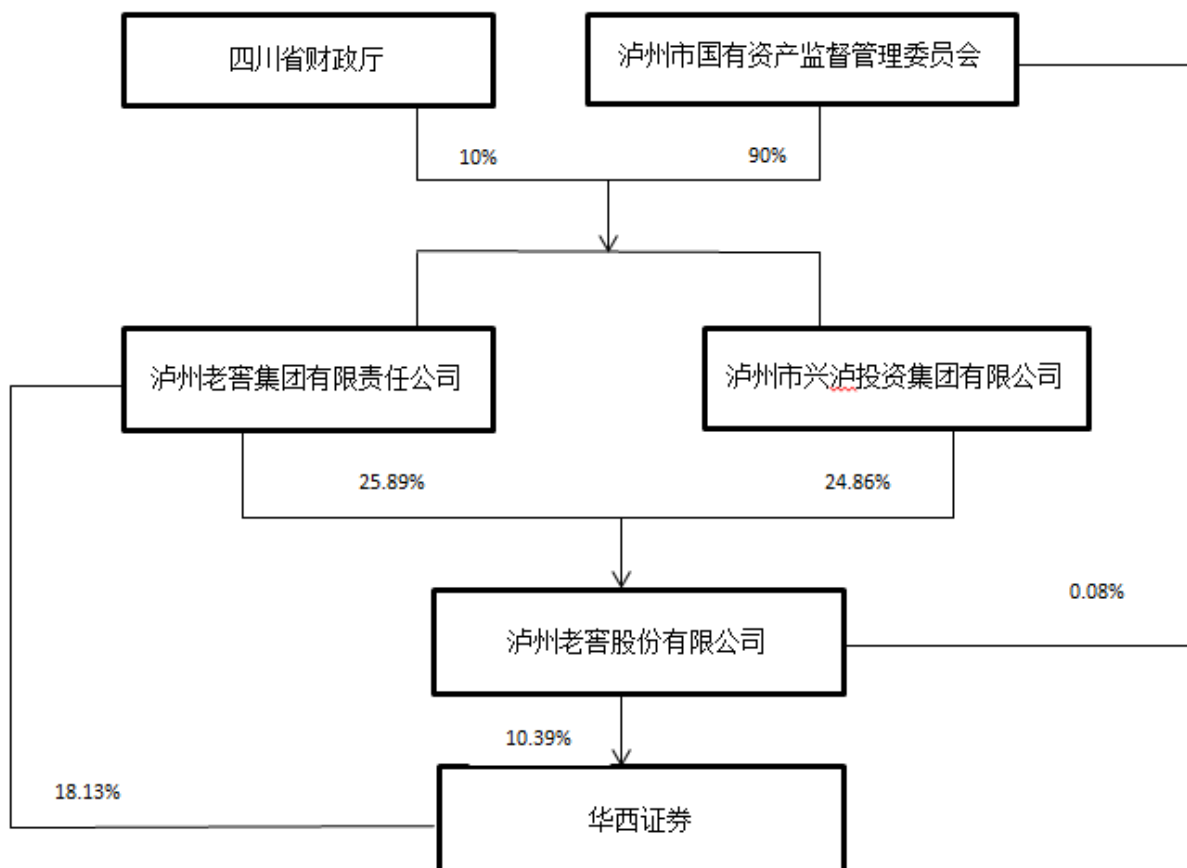 四川省财政厅
泸州市国有资产监督管理委员会
10%
90%
泸州老窖集团有限责任公司
泸州市兴泸投资集团有限公司
25.89%
24.86%
0.08%
泸州老窖股份有限公司
10.39%
18.13%
华西证券